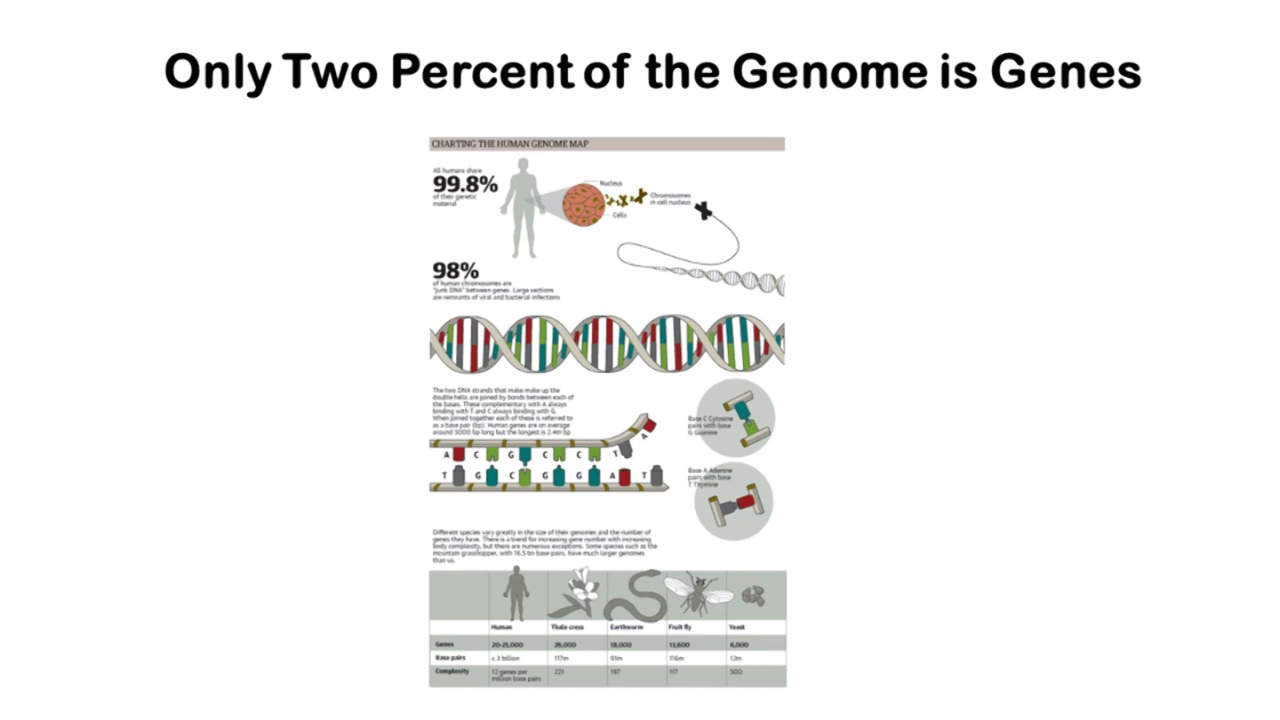 Only Two Percent of the Genome is Genes
CHARTING THE HUMAN GENOME MAP
All humans share
99.8%
of their genetic
material
Nucleus
Cells
Chromosomes
in cell nucleus
98%
of human chromosomes are
"junk DNA" between genes. Large sections
are remnants of viral and bacterial infections
The two DNA strands that make make up the
double helix are joined by bonds between each of
the bases. These complementary with A always
binding with T and C always binding with G.
When joined together each of these is referred to
as a base pair (bp). Human genes are on average
around 3000 bp long but the longest is 2.4m bp
A C G C C T A
T G C G G A T
Base C Cytosine
pairs with base
G Guanine
Base A Adenine
pairs with base
T Thymine
Different species vary greatly in the size of their genomes and the number of
genes they have. There is a trend for increasing gene number with increasing
body complexity, but there are numerous exceptions. Some species such as the
mountain grasshopper, with 16.5 bn base pairs, have much larger genomes
than us.
Human Thale cress Earthworm Fruit fly Yeast
Genes 20-25,000 26,000 18,000 13,600 6,000
Base pairs c.3 billion 117m 91m 116m 12m
Complexity 12 genes per 221 197 117 500
million base pairs